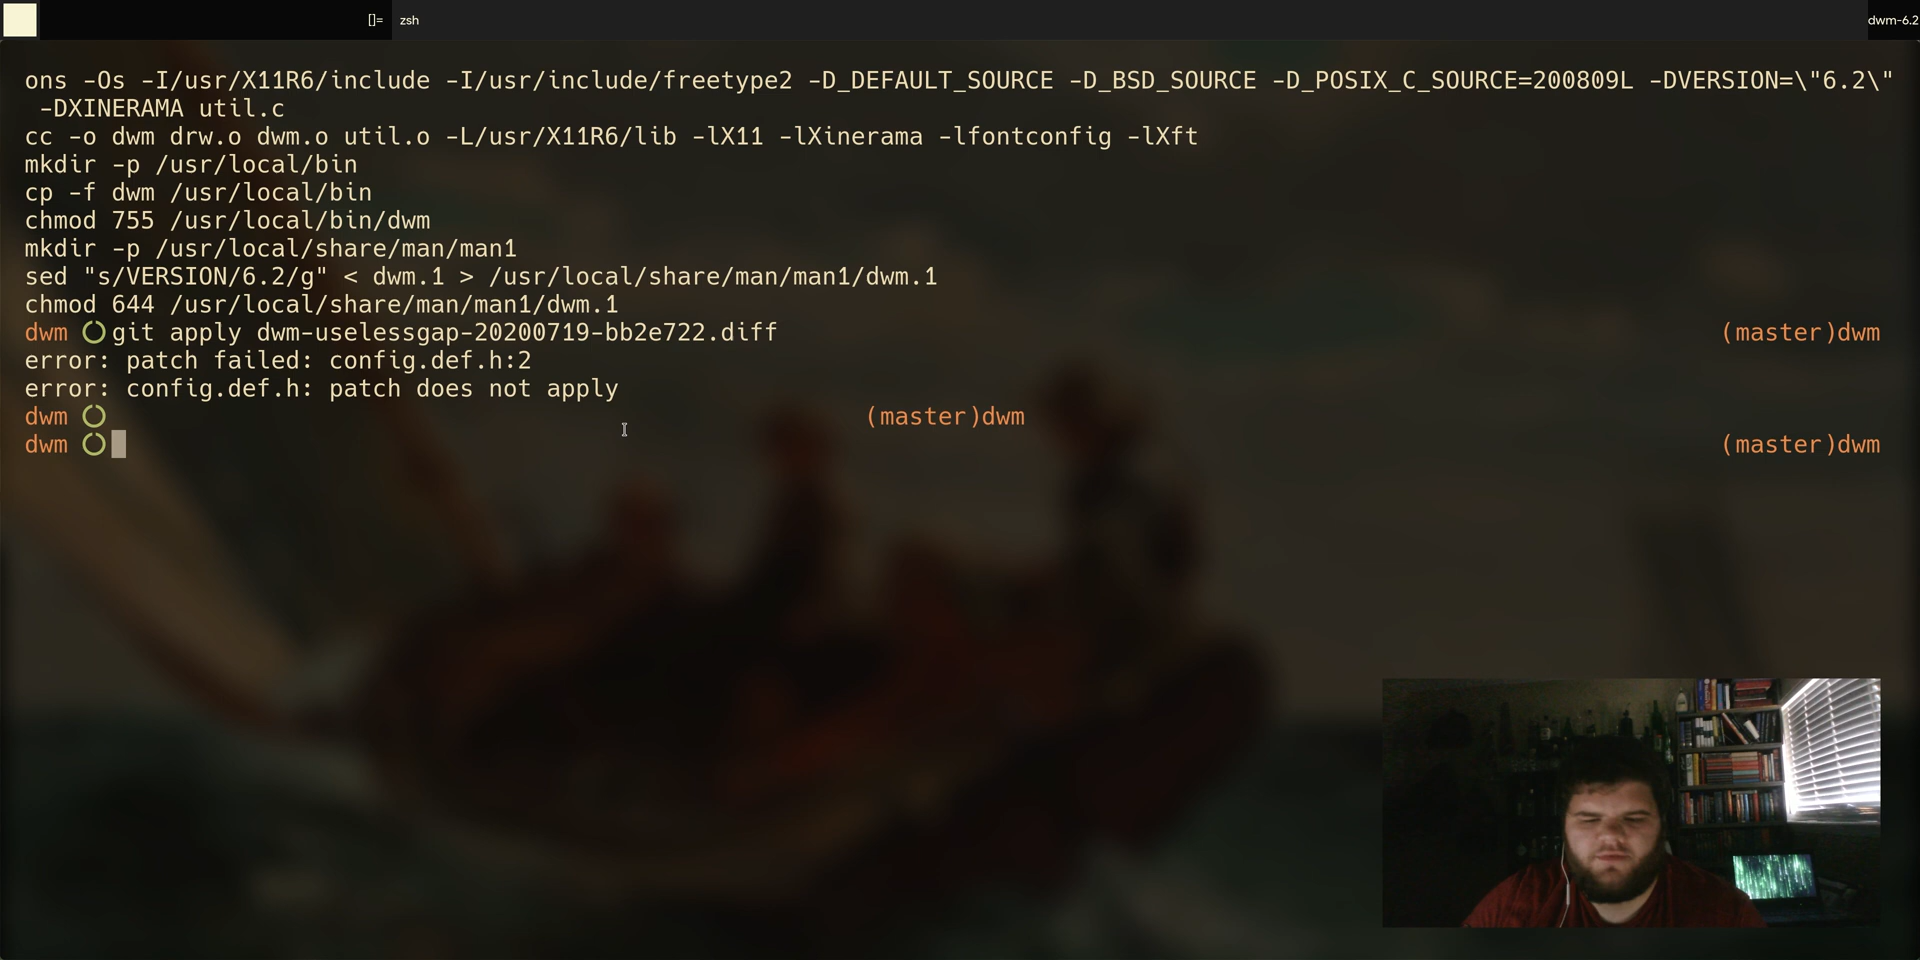 []= zsh dwm-6.2
ons -Os -I/usr/X11R6/include -I/usr/include/freetype2 -D_DEFAULT_SOURCE -D_BSD_SOURCE -D_POSIX_C_SOURCE=200809L -DVERSION=\"6.2\"
-DXINERAMA util.c
cc -o dwm drw.o dwm.o util.o -L/usr/X11R6/lib -lX11 -lXinerama -lfontconfig -lXft
mkdir -p /usr/local/bin
cp -f dwm /usr/local/bin
chmod 755 /usr/local/bin/dwm
mkdir -p /usr/local/share/man/man1
sed "s/VERSION/6.2/g" < dwm.1 > /usr/local/share/man/man1/dwm.1
chmod 644 /usr/local/share/man/man1/dwm.1
dwm git apply dwm-uselessgap-20200719-bb2e722.diff (master)dwm
error: patch failed: config.def.h:2
error: config.def.h: patch does not apply
dwm (master)dwm
dwm (master)dwm